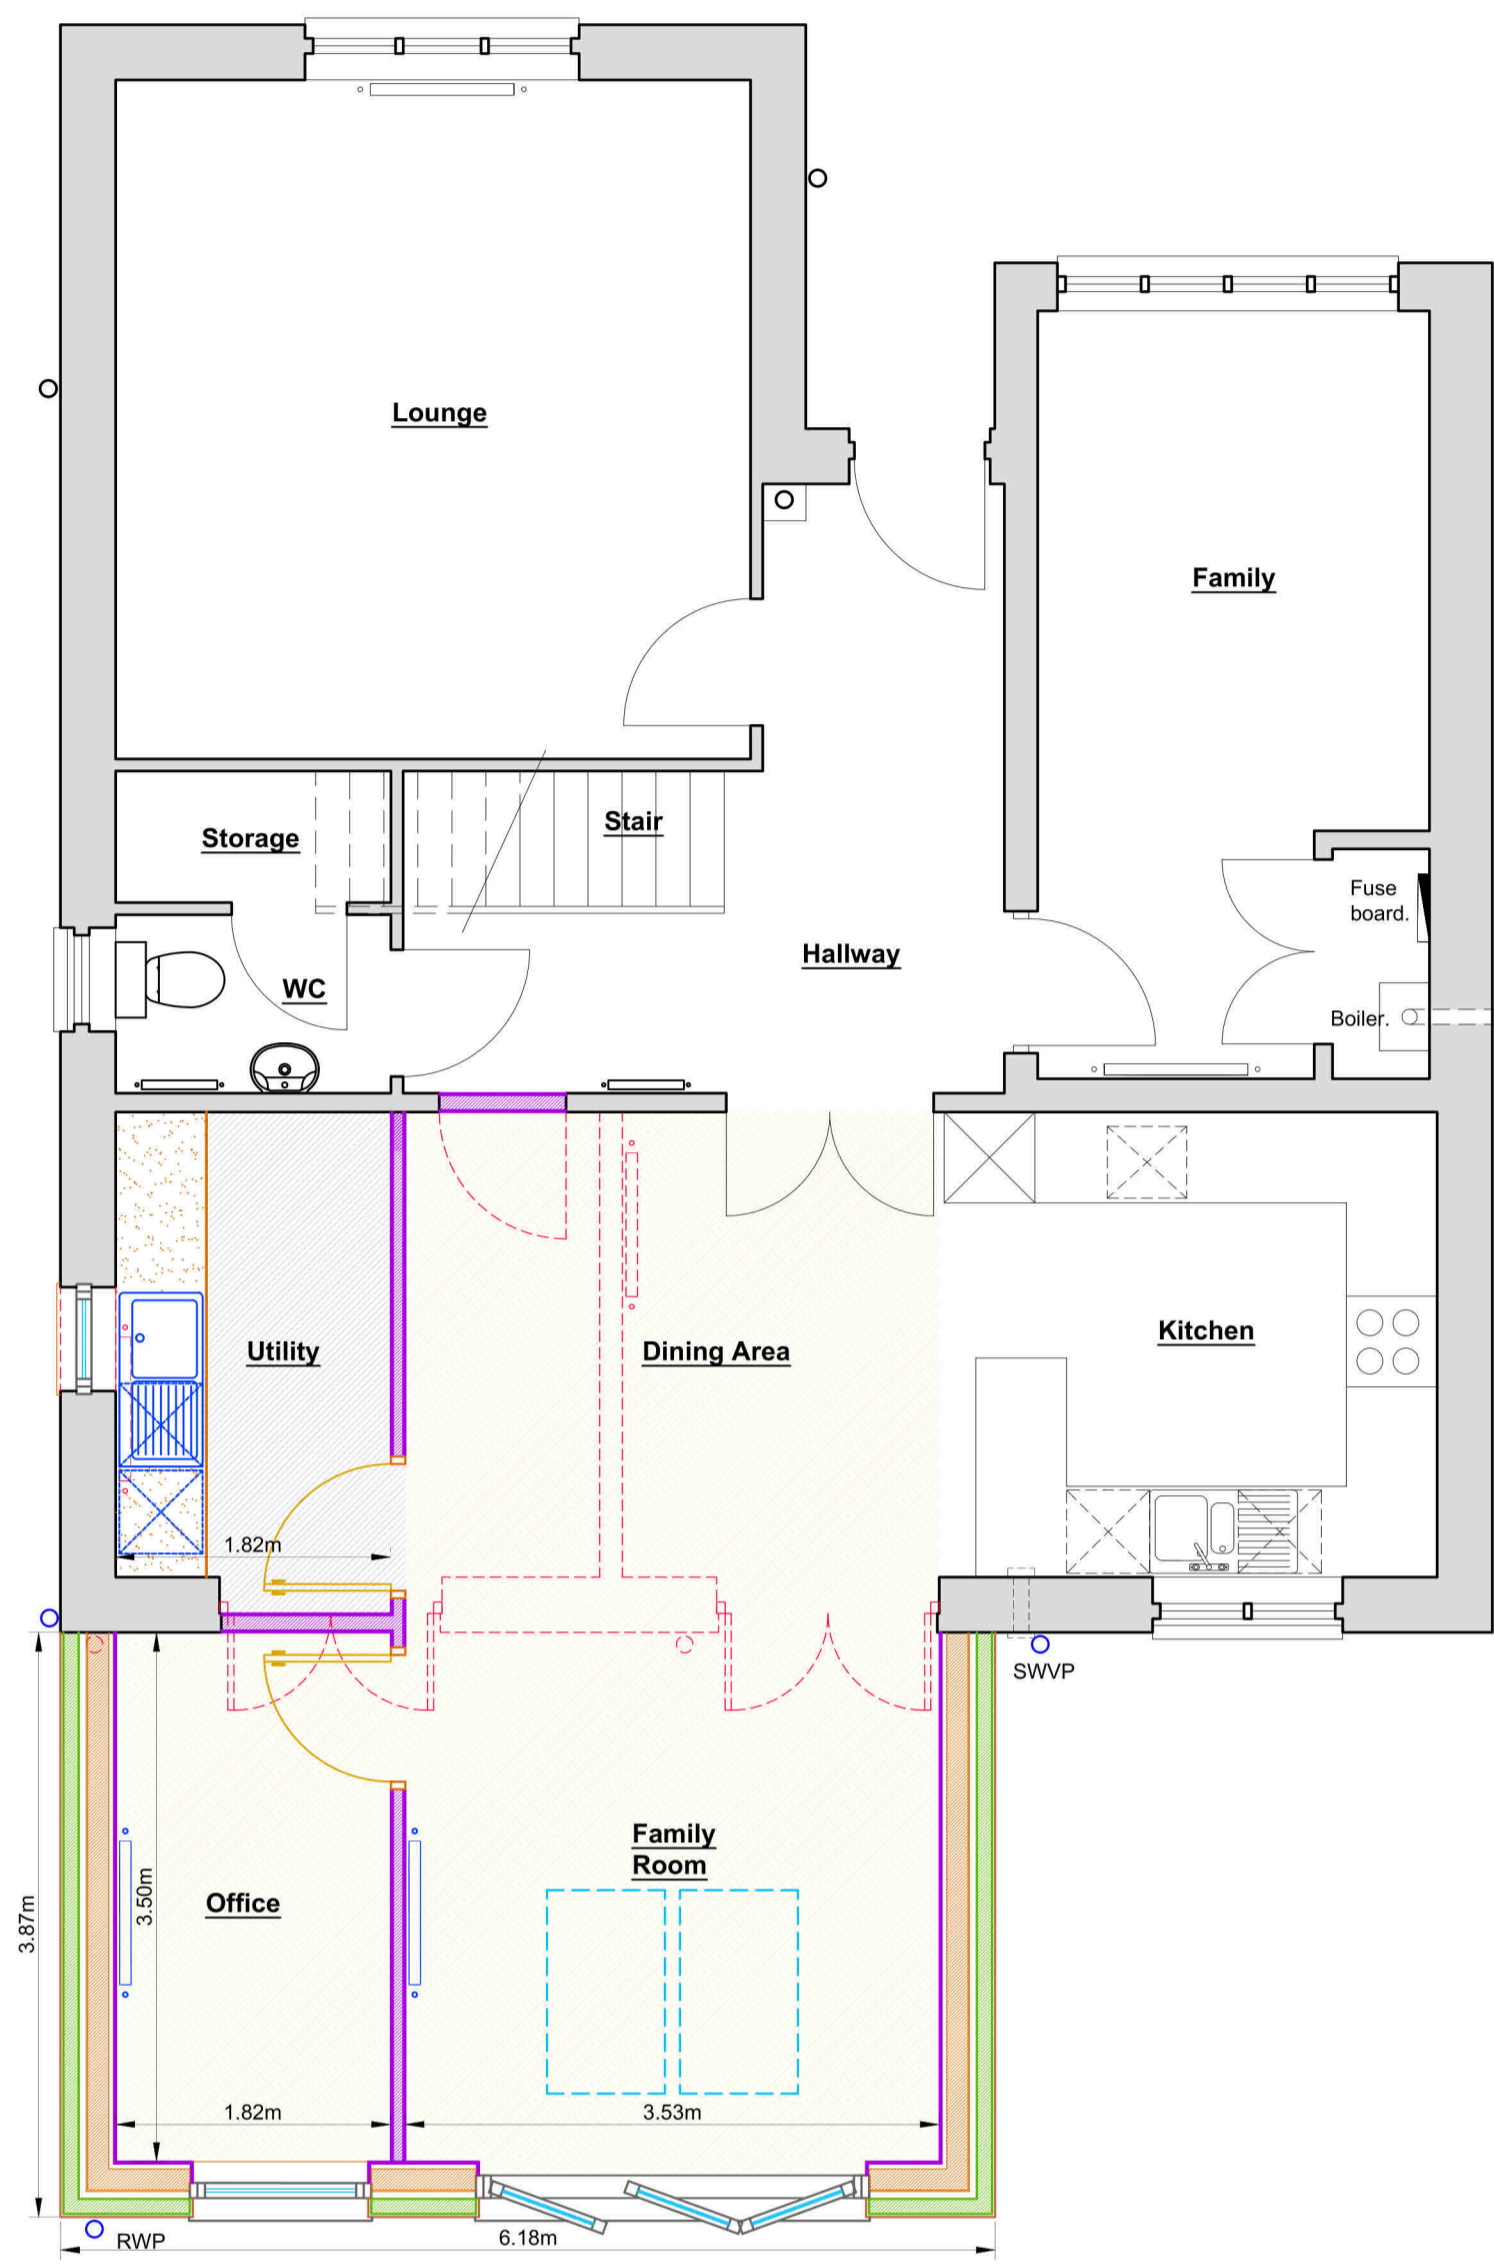 Lounge
Family
Storage
Stair
Fuse
board.
Hallway
WC
Boiler.
Utility
Dining Area
Kitchen
1.82m
SWVP
Family
Room
Office
3.50m
3.87m
1.82m
3.53m
RWP
6.18m